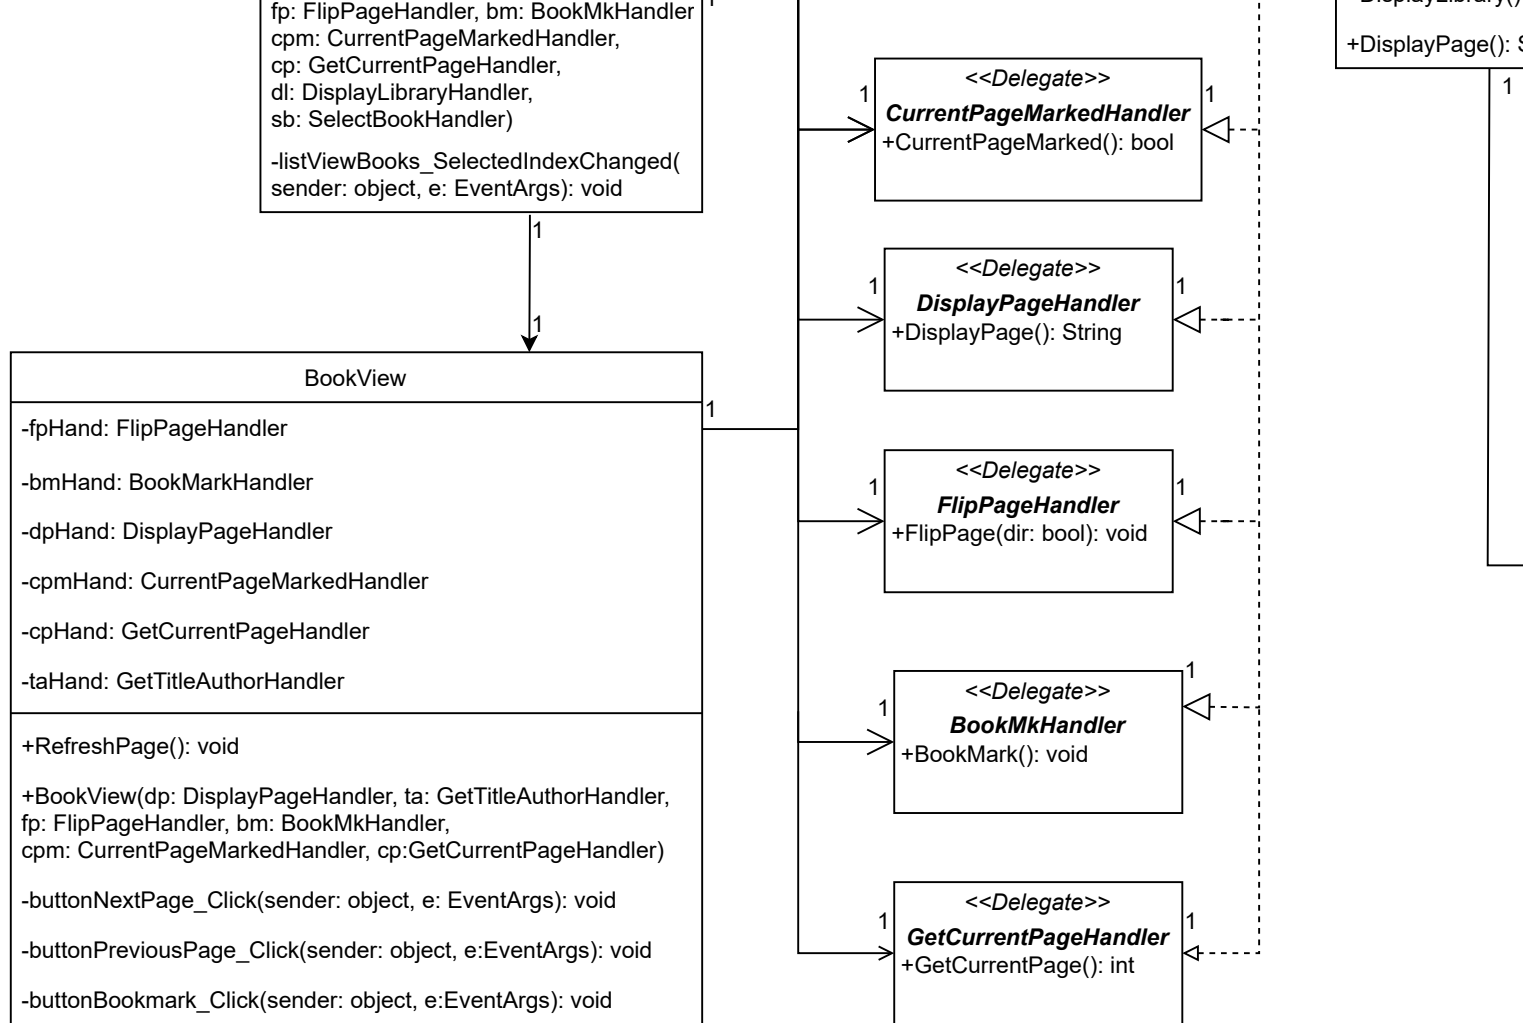 fp: FlipPageHandler, bm: BookMkHandler
cpm: CurrentPageMarkedHandler,
cp: GetCurrentPageHandler,
dl: DisplayLibraryHandler,
sb: SelectBookHandler)
-listViewBooks_SelectedIndexChanged(
sender: object, e: EventArgs): void
1
1
BookView
1
-fpHand: FlipPageHandler
-bmHand: BookMarkHandler
-dpHand: DisplayPageHandler
-cpmHand: CurrentPageMarkedHandler
-cpHand: GetCurrentPageHandler
-taHand: GetTitleAuthorHandler
+RefreshPage(): void
+BookView(dp: DisplayPageHandler, ta: GetTitleAuthorHandler,
fp: FlipPageHandler, bm: BookMkHandler,
cpm: CurrentPageMarkedHandler, cp:GetCurrentPageHandler)
-buttonNextPage_Click(sender: object, e: EventArgs): void
-buttonPreviousPage_Click(sender: object, e:EventArgs): void
-buttonBookmark_Click(sender: object, e:EventArgs): void
1
<<Delegate>>
1
CurrentPageMarkedHandler
+CurrentPageMarked(): bool
1
<<Delegate>>
1
DisplayPageHandler
+DisplayPage(): String
1
<<Delegate>>
1
FlipPageHandler
+FlipPage(dir: bool): void
1
<<Delegate>>
1
BookMkHandler
+BookMark(): void
1
<<Delegate>>
1
GetCurrentPageHandler
+GetCurrentPage(): int
+DisplayPage():
1